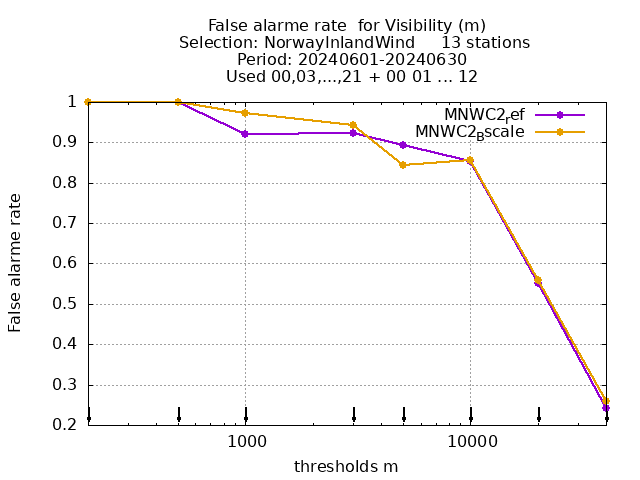 False alarme rate  for Visibility (m)
Selection: NorwayInlandWind     13 stations
Period: 20240601-20240630
Used 00,03,...,21 + 00 01 ... 12
MNWC2ref
MNWC2Bscale
1
0.9
0.8
0.7
0.6
0.5
0.4
0.3
0.2
False alarme rate
1000
10000
thresholds m